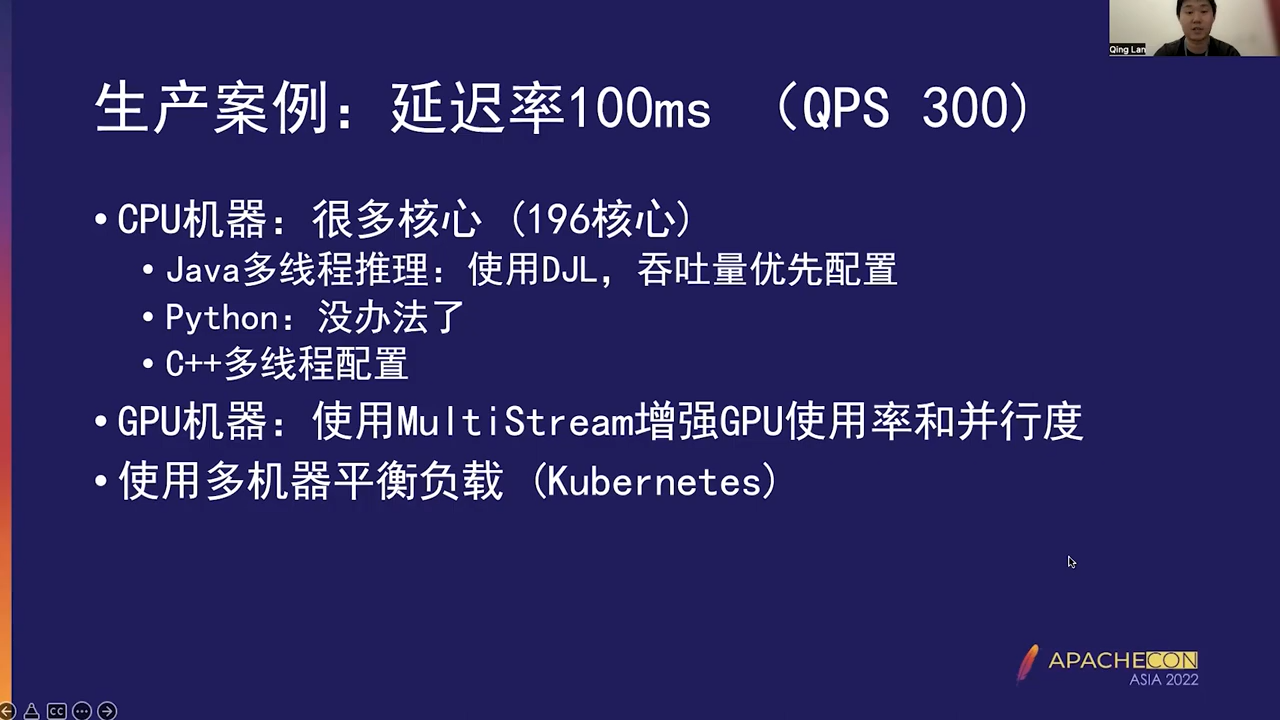 Qing Lan
生产案例：延迟率100ms （QPS 300）
• CPU机器：很多核心 (196核心)
• Java多线程推理：使用DJL，吞吐量优先配置
• Python：没办法了
• C++多线程配置
• GPU机器：使用MultiStream增强GPU使用率和并行度
• 使用多机器平衡负载 (Kubernetes)
APACHECON
ASIA 2022
CC